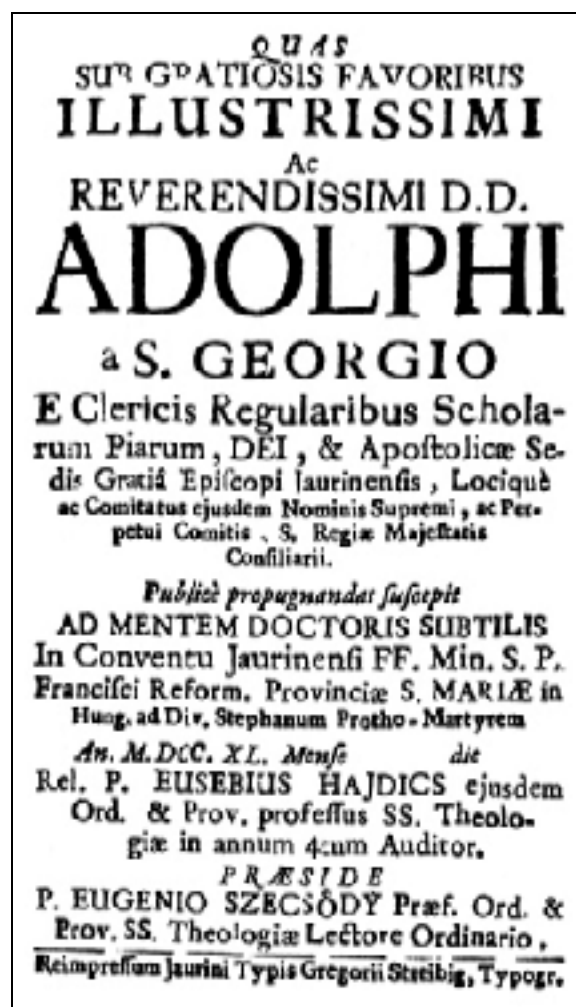 QUAS
SUB GRATIOSIS FAVORIBUS
ILLUSTRISSIMI
Ac
REVERENDISSIMI D.D.
ADOLPHI
a S. GEORGIO
E Clericis Regularibus Schola-
rum Piarum, DEI, & Apoſtolicæ Se-
dis Gratiâ Epiſcopi Jaurinenſis, Lociquè
ac Comitatus ejusdem Nominis Supremi, ac Per-
petui Comitis, S. Regiæ Majeſtatis
Conſiliarii.
Publicè propugnandas ſuſcepit
AD MENTEM DOCTORIS SUBTILIS
In Conventu Jaurinenſi FF. Min. S. P.
Franciſci Reform. Provinciæ S. MARIÆ in
Hung. ad Div. Stephanum Protho-Martyrem
An. M.DCC. XL. Menſe die
Rel. P. EUSEBIUS HAJDICS ejusdem
Ord. & Prov. profeſſus SS. Theolo-
giæ in annum 4tum Auditor.
PRÆSIDE
P. EUGENIO SZECSÔDY Præf. Ord. &
Prov. SS. Theologiæ Lectore Ordinario.
Reimpreſſum Jaurini Typis Gregorii Streibig, Typogr.